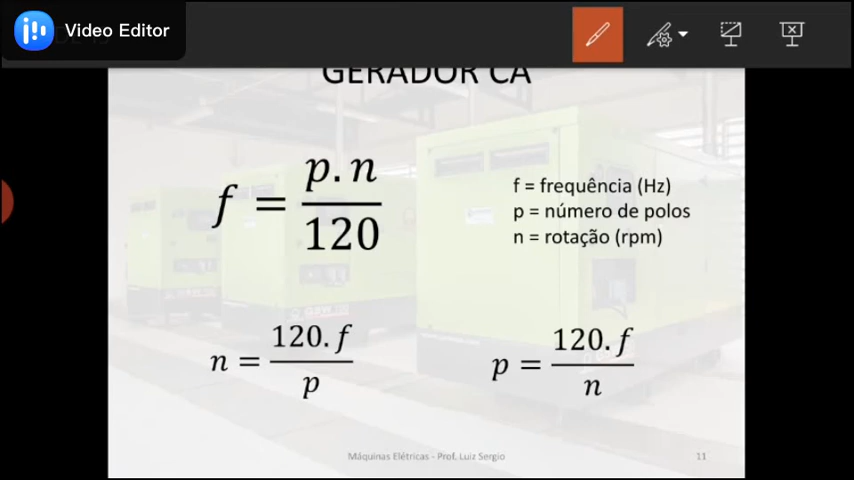 Video Editor
GERADOR CA
f = p.n / 120
f = frequência (Hz)
p = número de polos
n = rotação (rpm)
n = 120.f / p
p = 120.f / n
Máquinas Elétricas - Prof. Luiz Sergio
11